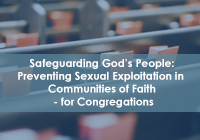 Safeguarding God's People:
Preventing Sexual Exploitation in
Communities of Faith
- for Congregations